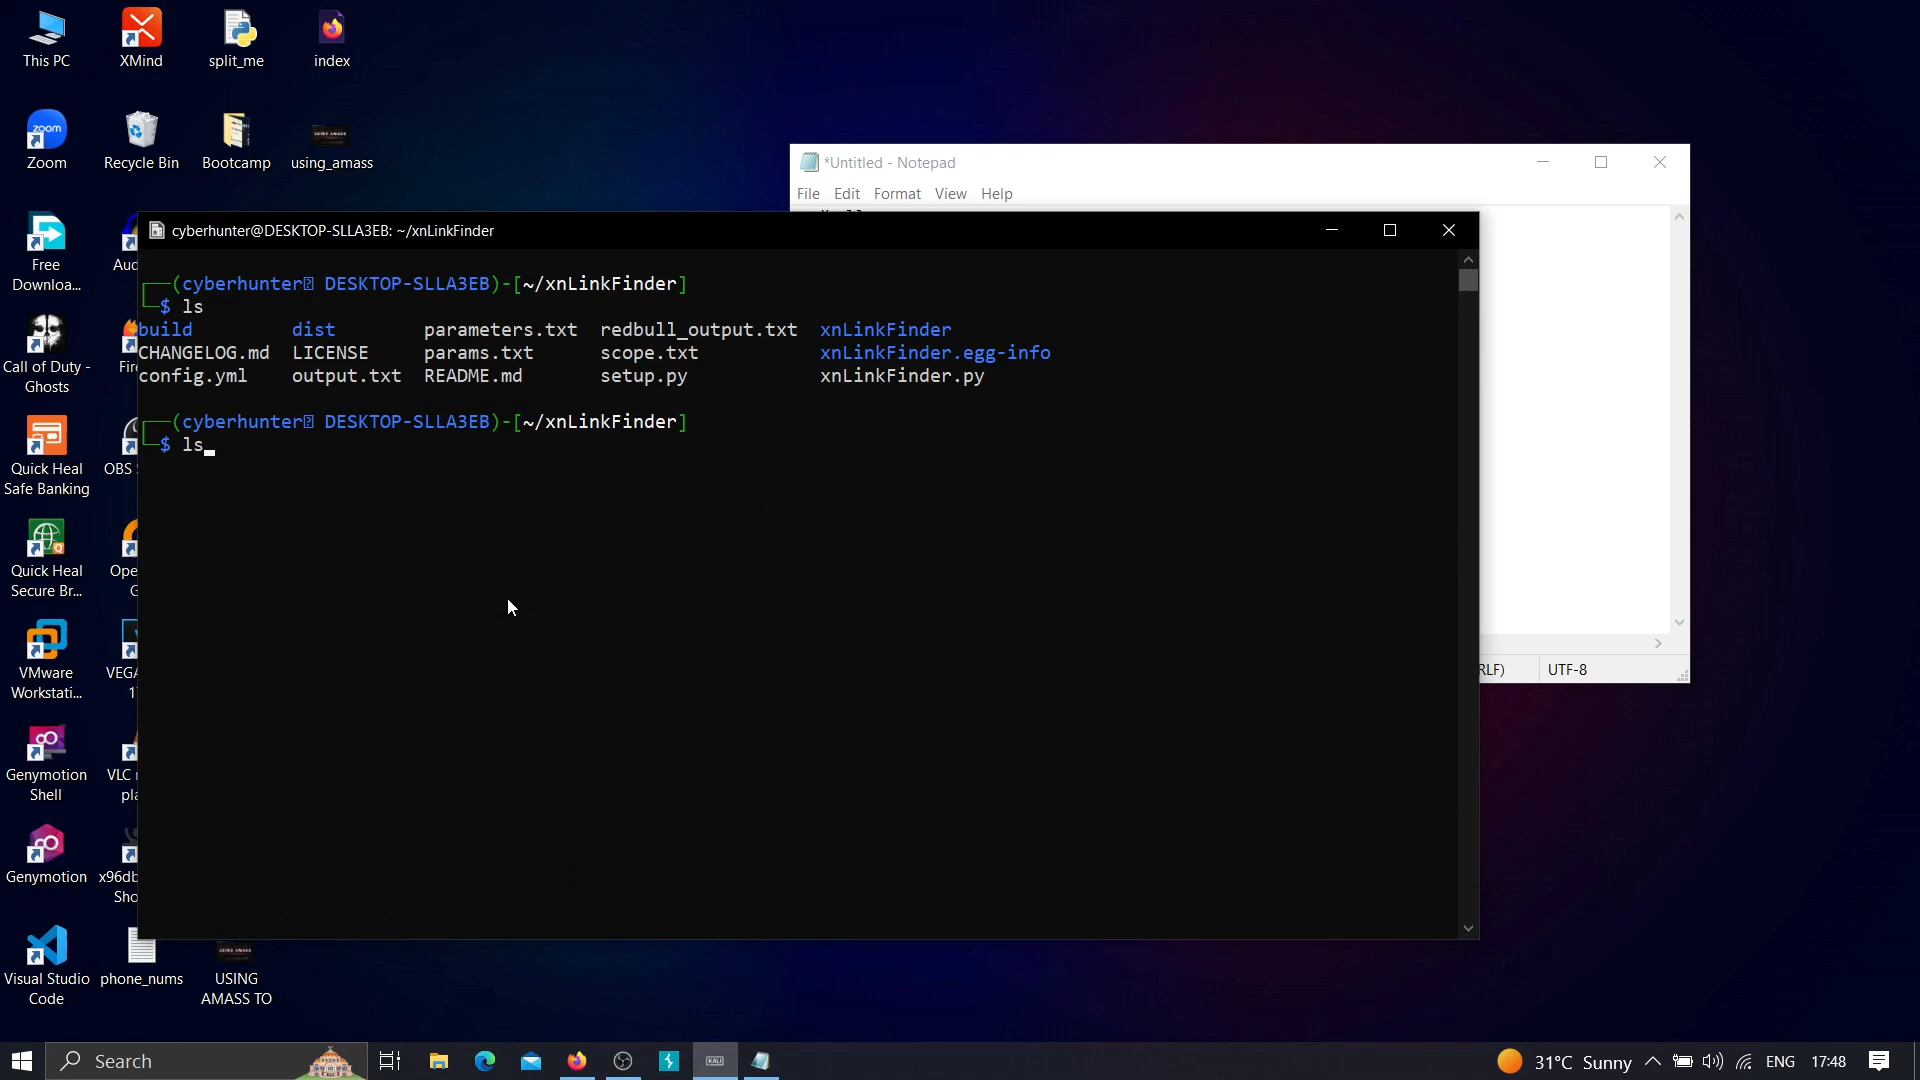 This PC
XMind
split_me
index
Zoom
Recycle Bin
Bootcamp
using_amass
Free
Downloa...
Call of Duty -
Ghosts
Quick Heal
Safe Banking
OBS
Quick Heal
Secure Br...
VMware
Workstati...
Genymotion
Shell
VLC
Genymotion
Visual Studio
Code
phone_nums
USING
AMASS TO
*Untitled - Notepad
File Edit Format View Help
cyberhunter@DESKTOP-SLLA3EB: ~/xnLinkFinder
(cyberhunter DESKTOP-SLLA3EB)-[~/xnLinkFinder]
$ ls
build dist parameters.txt redbull_output.txt xnLinkFinder
CHANGELOG.md LICENSE params.txt scope.txt xnLinkFinder.egg-info
config.yml output.txt README.md setup.py xnLinkFinder.py
(cyberhunter DESKTOP-SLLA3EB)-[~/xnLinkFinder]
$ ls
RLF) UTF-8
Search
KALI
31°C Sunny
ENG
17:48